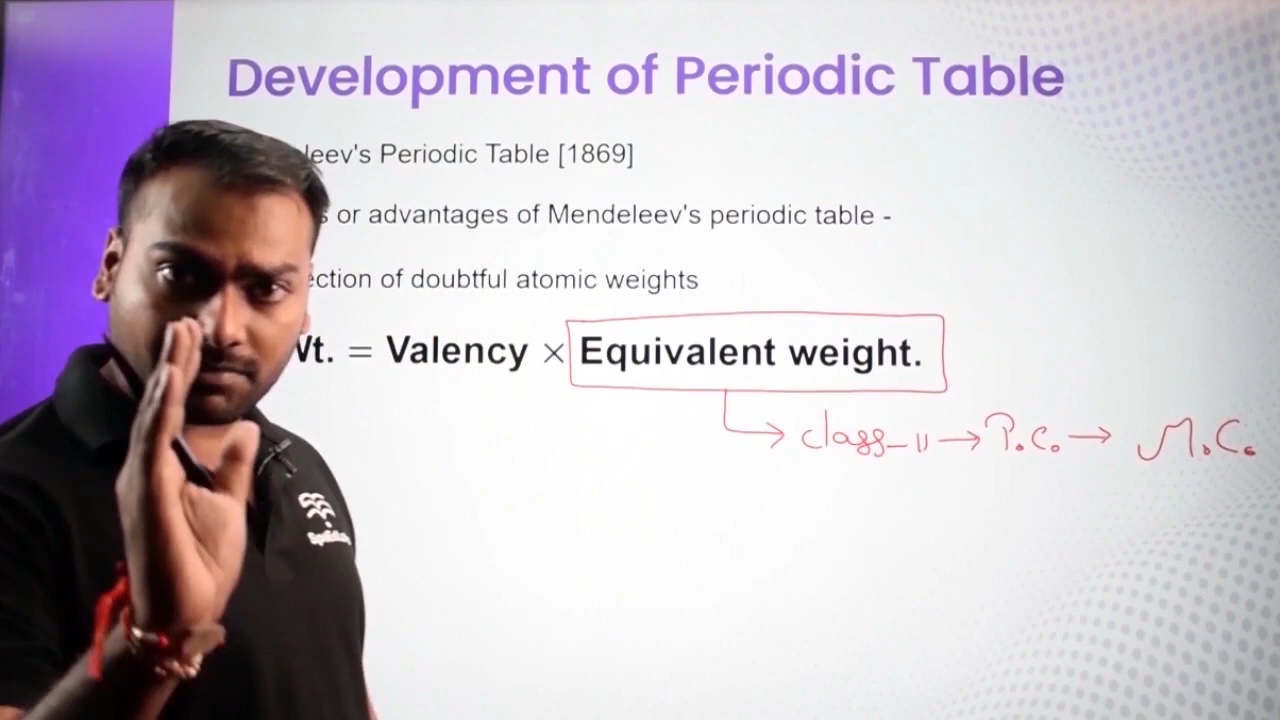 Development of Periodic Table
leev's Periodic Table [1869]
s or advantages of Mendeleev's periodic table -
ection of doubtful atomic weights
Wt. = Valency × Equivalent weight.
class-11 → P.C. → M.C.